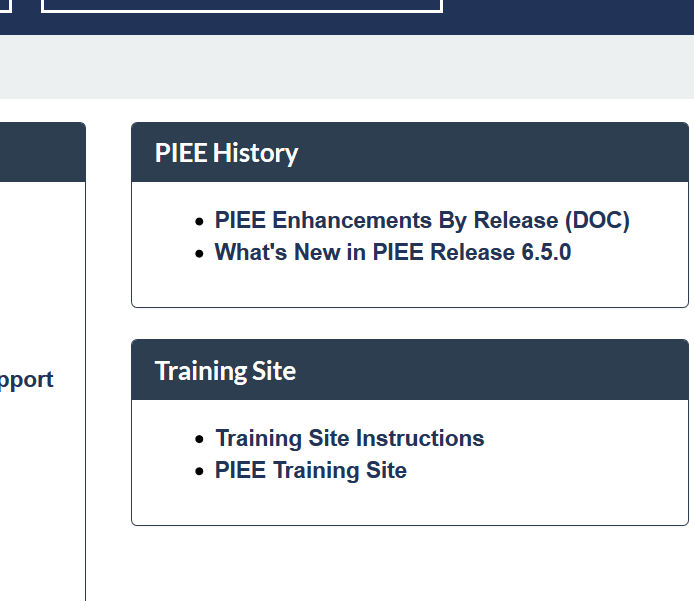 PIEE History
PIEE Enhancements By Release (DOC)
What's New in PIEE Release 6.5.0
Training Site
pport
Training Site Instructions
PIEE Training Site